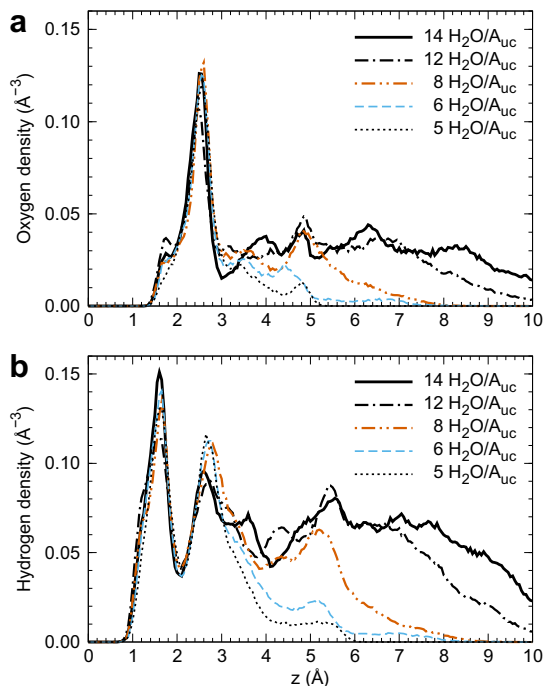 a
Oxygen density (Å⁻³)
0.15
0.10
0.05
0.00
14 H₂O/A_uc
12 H₂O/A_uc
8 H₂O/A_uc
6 H₂O/A_uc
5 H₂O/A_uc
0 1 2 3 4 5 6 7 8 9 10
b
Hydrogen density (Å⁻³)
0.15
0.10
0.05
0.00
14 H₂O/A_uc
12 H₂O/A_uc
8 H₂O/A_uc
6 H₂O/A_uc
5 H₂O/A_uc
0 1 2 3 4 5 6 7 8 9 10
z (Å)